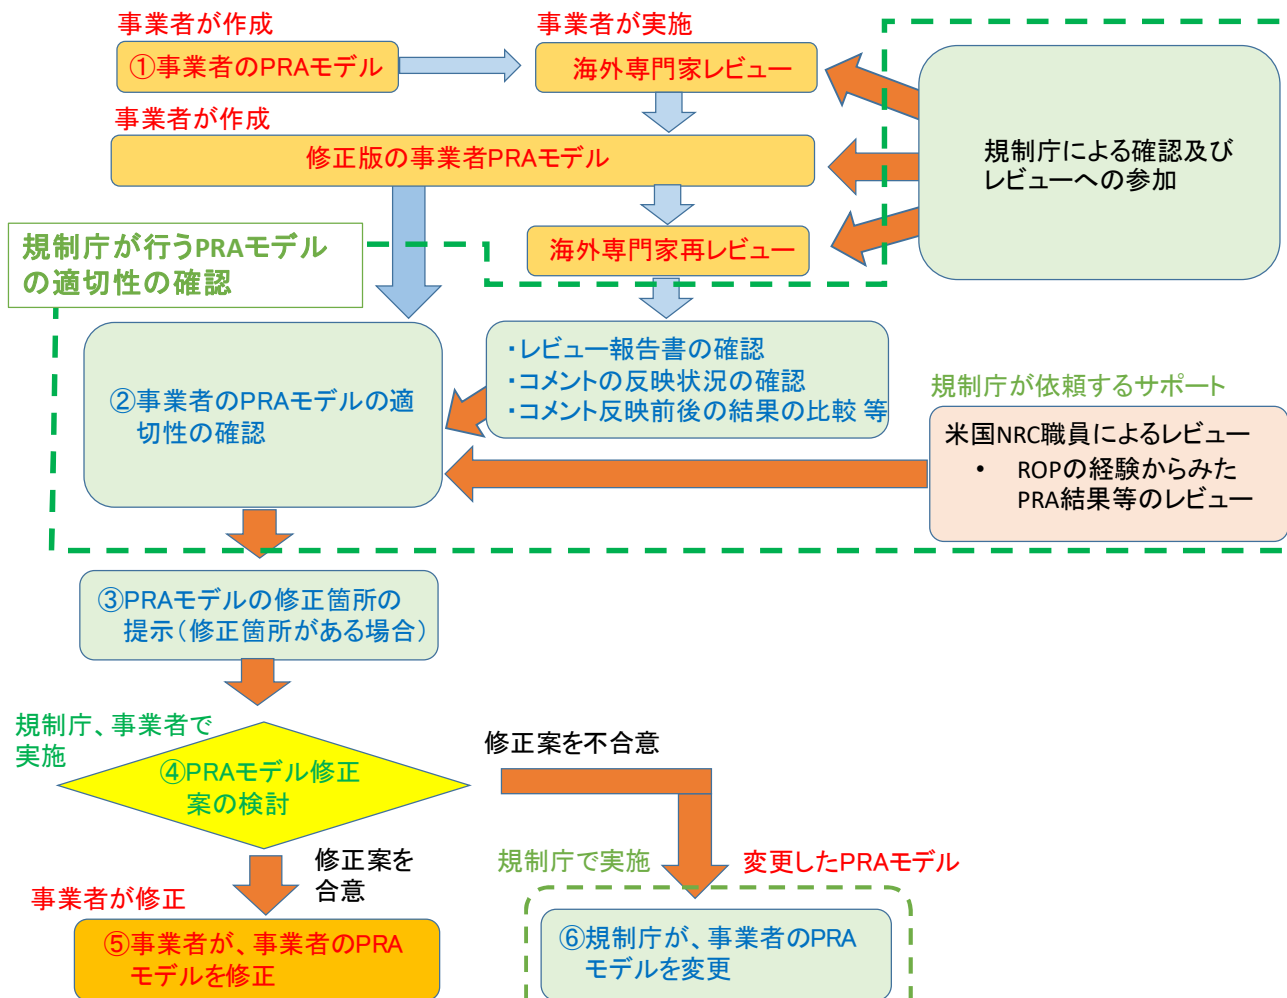 事業者が作成
①事業者のPRAモデル
事業者が実施
海外専門家レビュー
事業者が作成
修正版の事業者PRAモデル
規制庁による確認及び
レビューへの参加
海外専門家再レビュー
規制庁が行うPRAモデル
の適切性の確認
・レビュー報告書の確認
・コメントの反映状況の確認
・コメント反映前後の結果の比較 等
②事業者のPRAモデルの適
切性の確認
規制庁が依頼するサポート
米国NRC職員によるレビュー
• ROPの経験からみた
PRA結果等のレビュー
③PRAモデルの修正箇所の
提示（修正箇所がある場合）
規制庁、事業者で
実施
④PRAモデル修正
案の検討
修正案を不合意
修正案を
合意
規制庁で実施
変更したPRAモデル
事業者が修正
⑤事業者が、事業者のPRA
モデルを修正
⑥規制庁が、事業者のPRA
モデルを変更